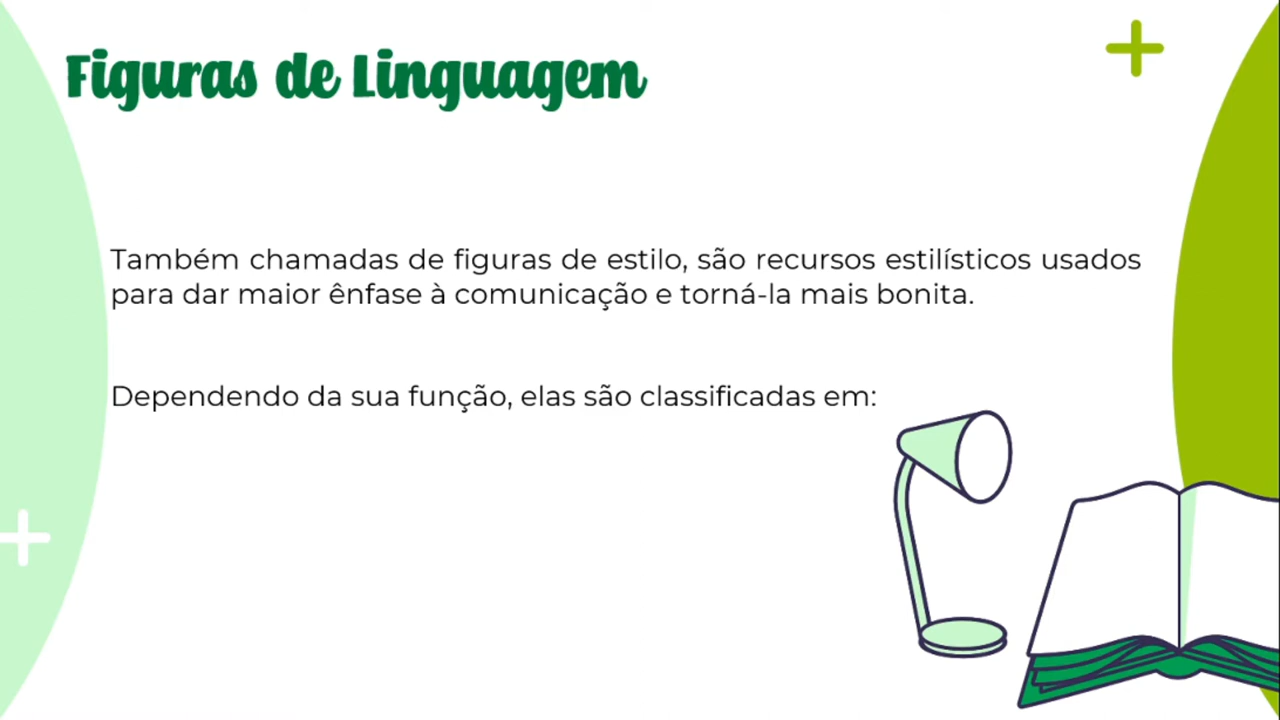 Figuras de Linguagem
Também chamadas de figuras de estilo, são recursos estilísticos usados
para dar maior ênfase à comunicação e torná-la mais bonita.
Dependendo da sua função, elas são classificadas em: